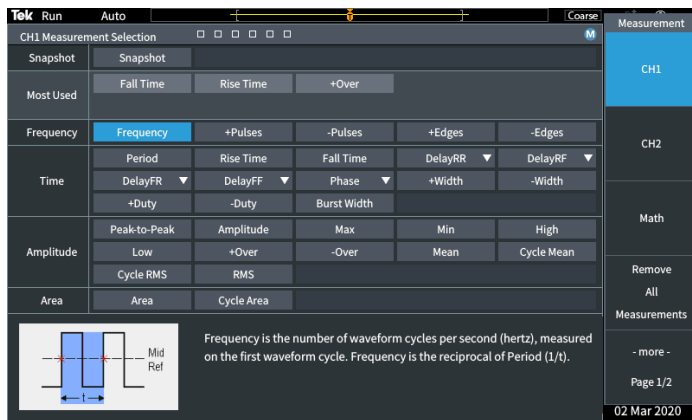 Tek Run Auto Coarse
CH1 Measurement Selection M
Measurement
Snapshot Snapshot
CH1
Most Used Fall Time Rise Time +Over
Frequency Frequency +Pulses -Pulses +Edges -Edges
CH2
Time Period Rise Time Fall Time DelayRR DelayRF
DelayFR DelayFF Phase +Width -Width
+Duty -Duty Burst Width
Math
Amplitude Peak-to-Peak Amplitude Max Min High
Low +Over -Over Mean Cycle Mean
Cycle RMS RMS
Remove
All
Measurements
Area Area Cycle Area
Frequency is the number of waveform cycles per second (hertz), measured
on the first waveform cycle. Frequency is the reciprocal of Period (1/t).
Mid
Ref
t
- more -
Page 1/2
02 Mar 2020